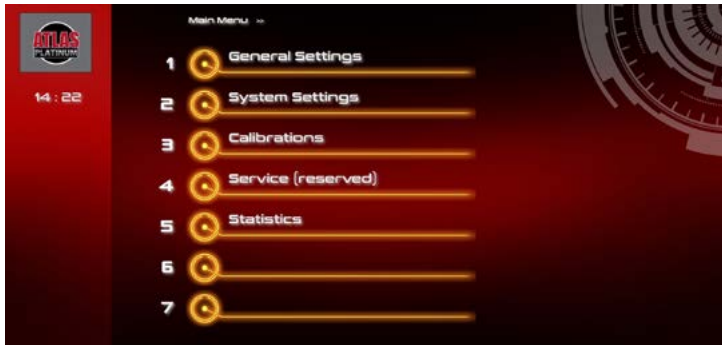 Main Menu >>
ATLAS
PLATINUM
14 : 22
1 General Settings
2 System Settings
3 Calibrations
4 Service (reserved)
5 Statistics
6
7